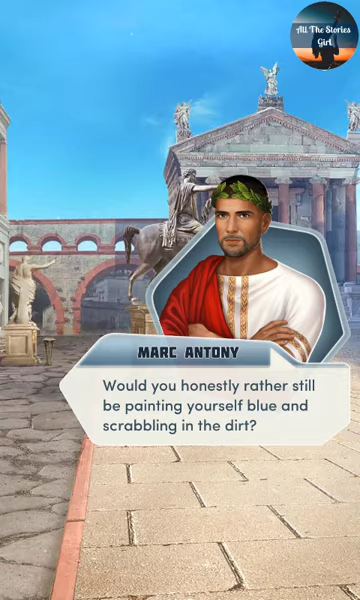 All The Stories
Girl
MARC ANTONY
Would you honestly rather still
be painting yourself blue and
scrabbling in the dirt?